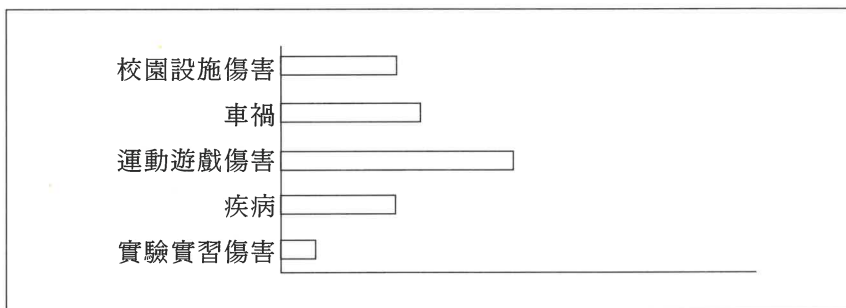 校園設施傷害
車禍
運動遊戲傷害
疾病
實驗實習傷害